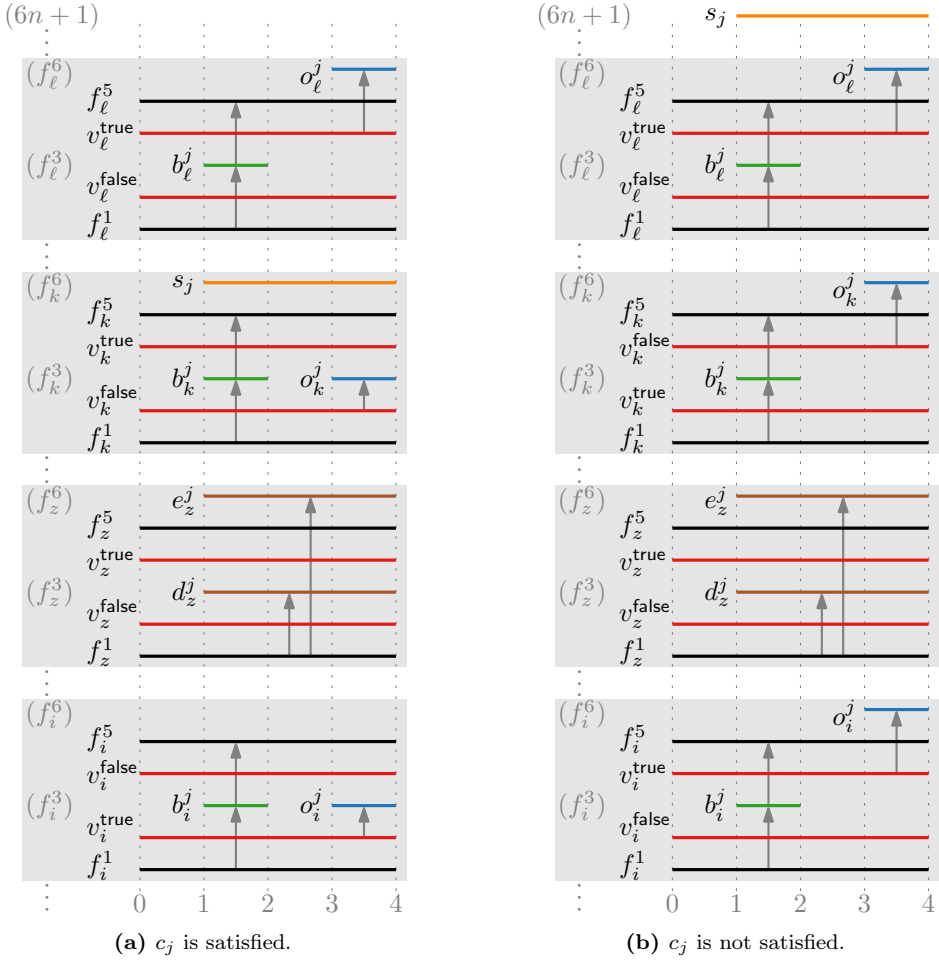 (6n + 1)
(f_ℓ^6) o_ℓ^j
f_ℓ^5
v_ℓ^true
(f_ℓ^3) b_ℓ^j
v_ℓ^false
f_ℓ^1
(f_k^6) s_j
f_k^5
v_k^true
(f_k^3) b_k^j o_k^j
v_k^false
f_k^1
(f_z^6) e_z^j
f_z^5
v_z^true
(f_z^3) d_z^j
v_z^false
f_z^1
(f_i^6)
f_i^5
v_i^false
(f_i^3) b_i^j o_i^j
v_i^true
f_i^1
0 1 2 3 4
(a) c_j is satisfied.
(6n + 1) s_j
(f_ℓ^6) o_ℓ^j
f_ℓ^5
v_ℓ^true
(f_ℓ^3) b_ℓ^j
v_ℓ^false
f_ℓ^1
(f_k^6) o_k^j
f_k^5
v_k^false
(f_k^3) b_k^j
v_k^true
f_k^1
(f_z^6) e_z^j
f_z^5
v_z^true
(f_z^3) d_z^j
v_z^false
f_z^1
(f_i^6) o_i^j
f_i^5
v_i^true
(f_i^3) b_i^j
v_i^false
f_i^1
0 1 2 3 4
(b) c_j is not satisfied.